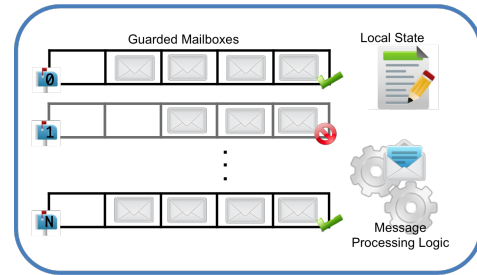 Guarded Mailboxes
Local State
0
1
N
Message
Processing Logic